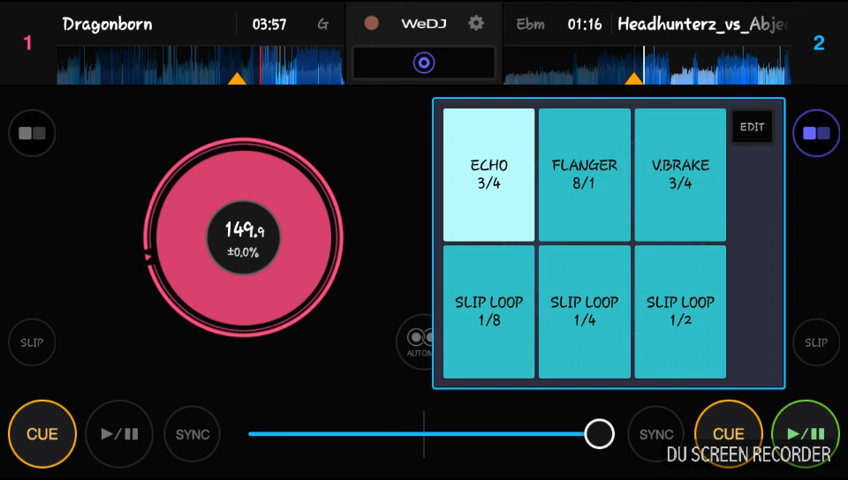 1 Dragonborn 03:57 G WeDJ Ebm 01:16 Headhunterz_vs_Abje 2
EDIT
ECHO
3/4
FLANGER
8/1
V.BRAKE
3/4
149.9
±0.0%
SLIP
AUTOM
SLIP LOOP
1/8
SLIP LOOP
1/4
SLIP LOOP
1/2
SLIP
CUE
SYNC
SYNC
CUE
DU SCREEN RECORDER